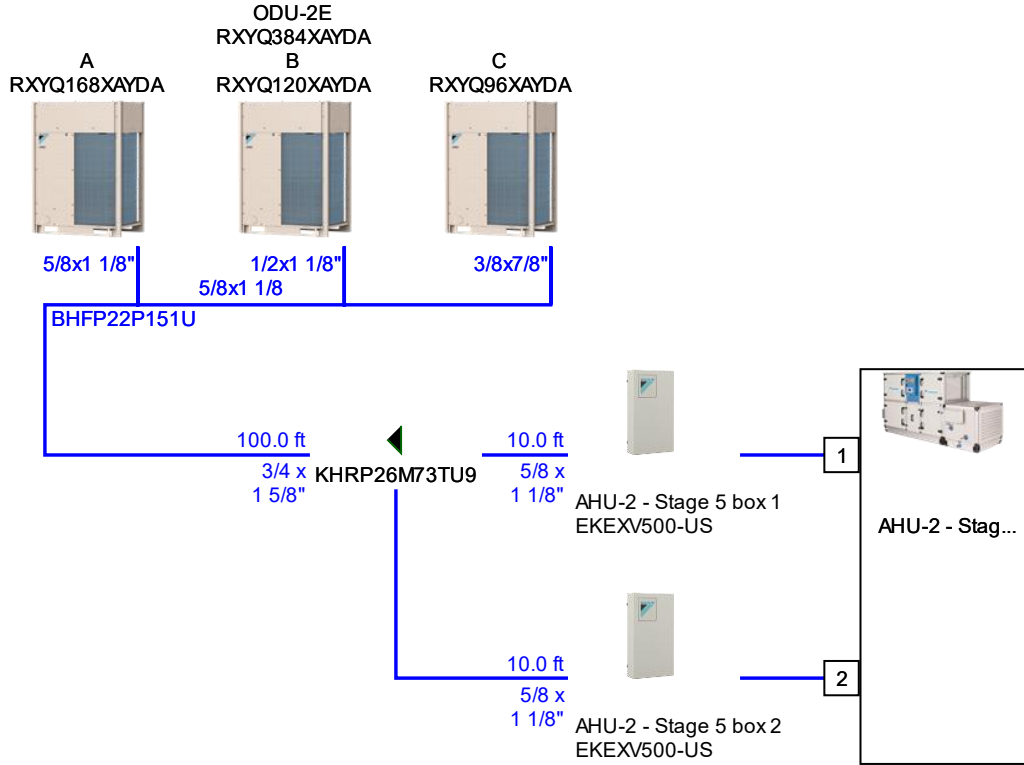 ODU-2E
RXYQ384XAYDA
A
B
C
RXYQ168XAYDA
RXYQ120XAYDA
RXYQ96XAYDA
5/8x1 1/8"
1/2x1 1/8"
3/8x7/8"
5/8x1 1/8
BHFP22P151U
100.0 ft
3/4 x
1 5/8"
KHRP26M73TU9
10.0 ft
5/8 x
1 1/8"
AHU-2 - Stage 5 box 1
EKEXV500-US
1
AHU-2 - Stag...
10.0 ft
5/8 x
1 1/8"
AHU-2 - Stage 5 box 2
EKEXV500-US
2